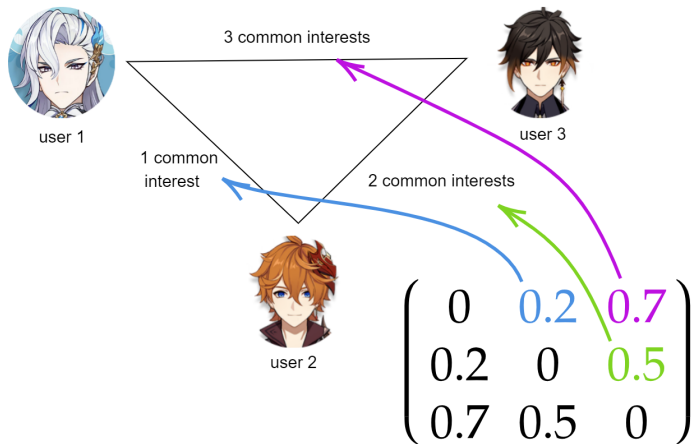 3 common interests
user 1
user 3
1 common
interest
2 common interests
user 2
0 0.2 0.7
0.2 0 0.5
0.7 0.5 0